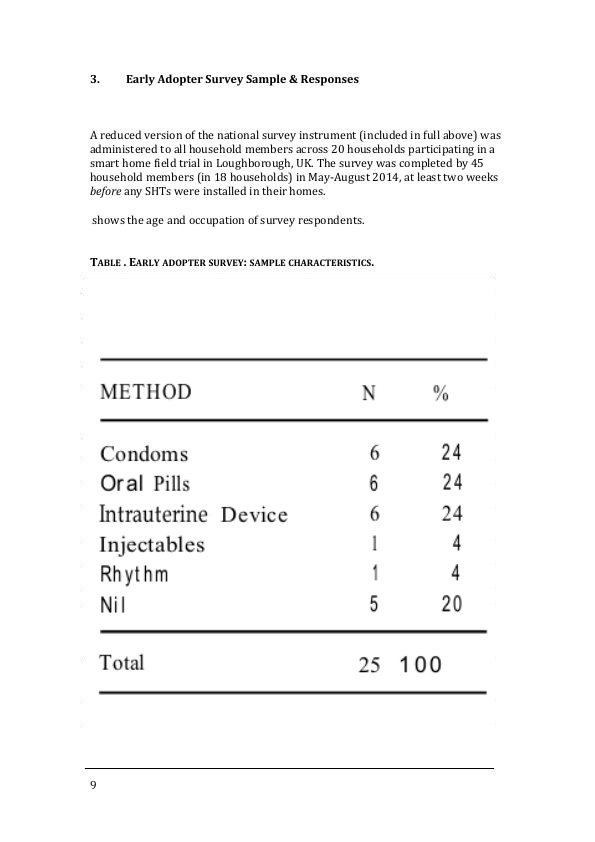 3. Early Adopter Survey Sample & Responses
A reduced version of the national survey instrument (included in full above) was
administered to all household members across 20 households participating in a
smart home field trial in Loughborough, UK. The survey was completed by 45
household members (in 18 households) in May-August 2014, at least two weeks
before any SHTs were installed in their homes.
shows the age and occupation of survey respondents.
TABLE . EARLY ADOPTER SURVEY: SAMPLE CHARACTERISTICS.
METHOD N %
Condoms 6 24
Oral Pills 6 24
Intrauterine Device 6 24
Injectables 1 4
Rhythm 1 4
Nil 5 20
Total 25 100
9